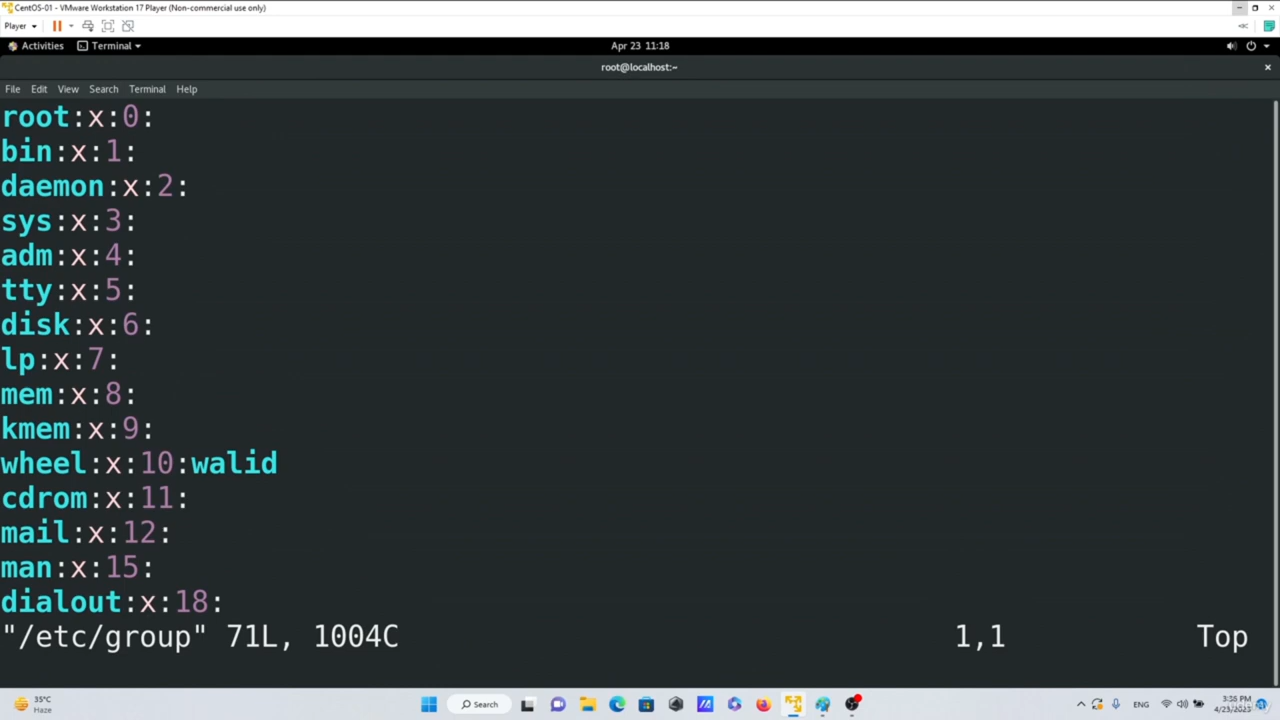 CentOS-01 - VMware Workstation 17 Player (Non-commercial use only)
Player
Activities Terminal Apr 23 11:18
root@localhost:~
File Edit View Search Terminal Help
root:x:0:
bin:x:1:
daemon:x:2:
sys:x:3:
adm:x:4:
tty:x:5:
disk:x:6:
lp:x:7:
mem:x:8:
kmem:x:9:
wheel:x:10:walid
cdrom:x:11:
mail:x:12:
man:x:15:
dialout:x:18:
"/etc/group" 71L, 1004C 1,1 Top
35°C
Haze
Search
ENG
4/23/2023